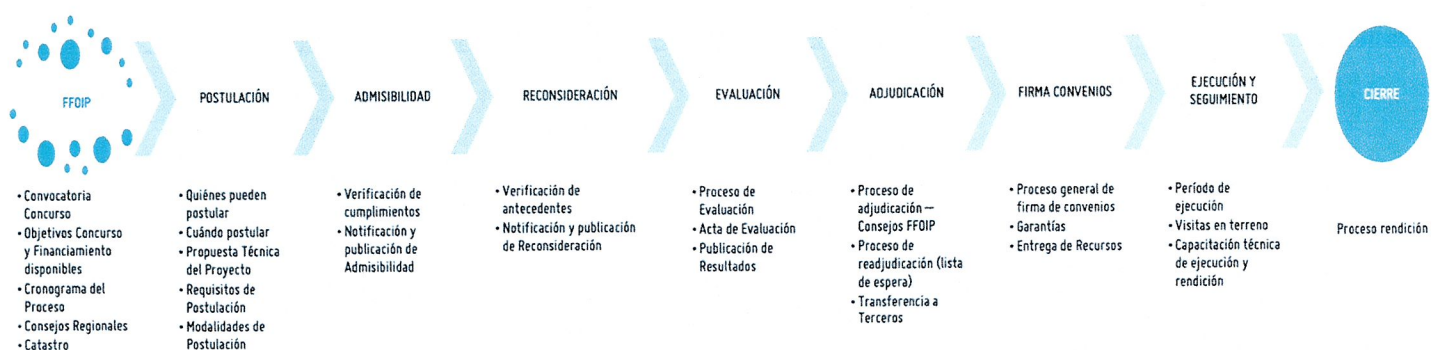 FFOIP
POSTULACIÓN
ADMISIBILIDAD
RECONSIDERACIÓN
EVALUACIÓN
ADJUDICACIÓN
FIRMA CONVENIOS
EJECUCIÓN Y
SEGUIMIENTO
CIERRE
• Convocatoria
Concurso
• Objetivos Concurso
y Financiamiento
disponibles
• Cronograma del
Proceso
• Consejos Regionales
• Catastro
• Quiénes pueden
postular
• Cuándo postular
• Propuesta Técnica
del Proyecto
• Requisitos de
Postulación
• Modalidades de
Postulación
• Verificación de
cumplimientos
• Notificación y
publicación de
Admisibilidad
• Verificación de
antecedentes
• Notificación y publicación
de Reconsideración
• Proceso de
Evaluación
• Acta de Evaluación
• Publicación de
Resultados
• Proceso de
adjudicación —
Consejos FFOIP
• Proceso de
readjudicación (lista
de espera)
• Transferencia a
Terceros
• Proceso general de
firma de convenios
• Garantías
• Entrega de Recursos
• Período de
ejecución
• Visitas en terreno
• Capacitación técnica
de ejecución y
rendición
Proceso rendición